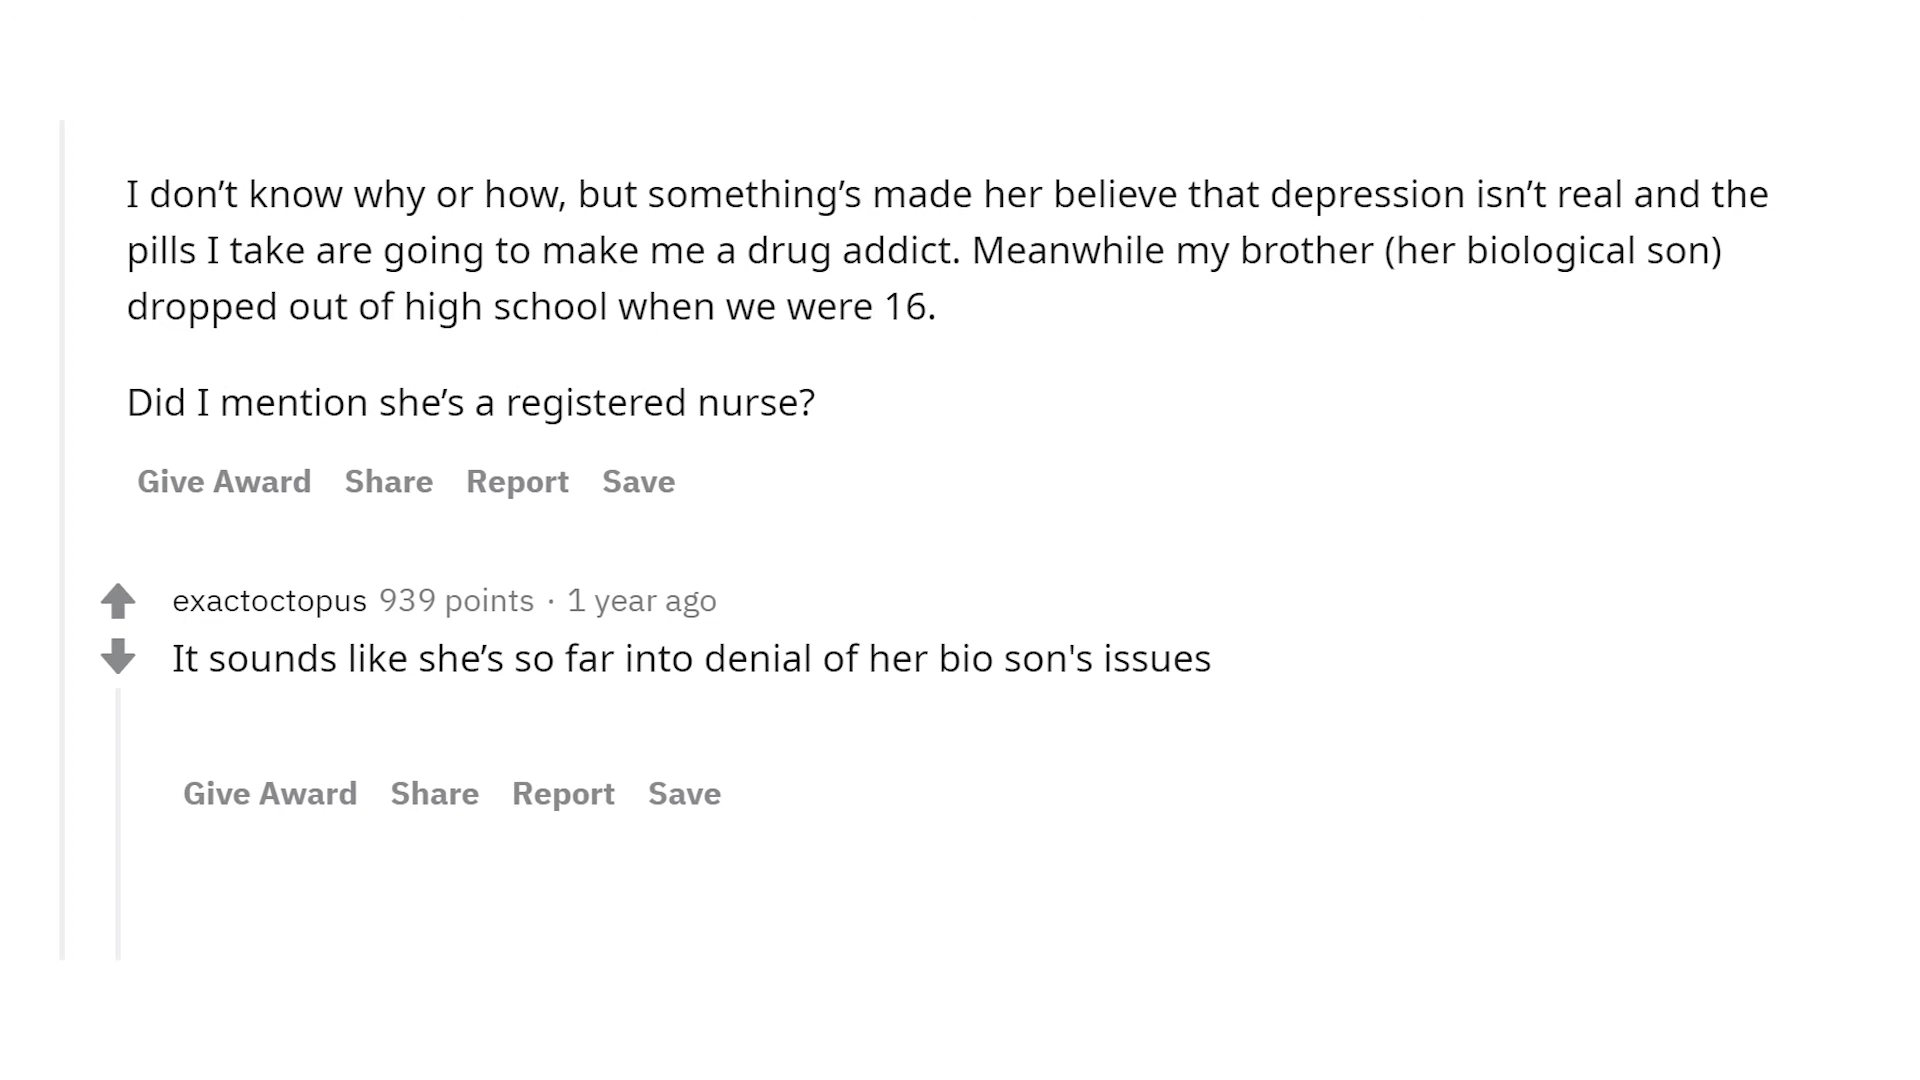 I don’t know why or how, but something’s made her believe that depression isn’t real and the
pills I take are going to make me a drug addict. Meanwhile my brother (her biological son)
dropped out of high school when we were 16.
Did I mention she’s a registered nurse?
Give Award Share Report Save
exactoctopus 939 points · 1 year ago
It sounds like she’s so far into denial of her bio son's issues
Give Award Share Report Save